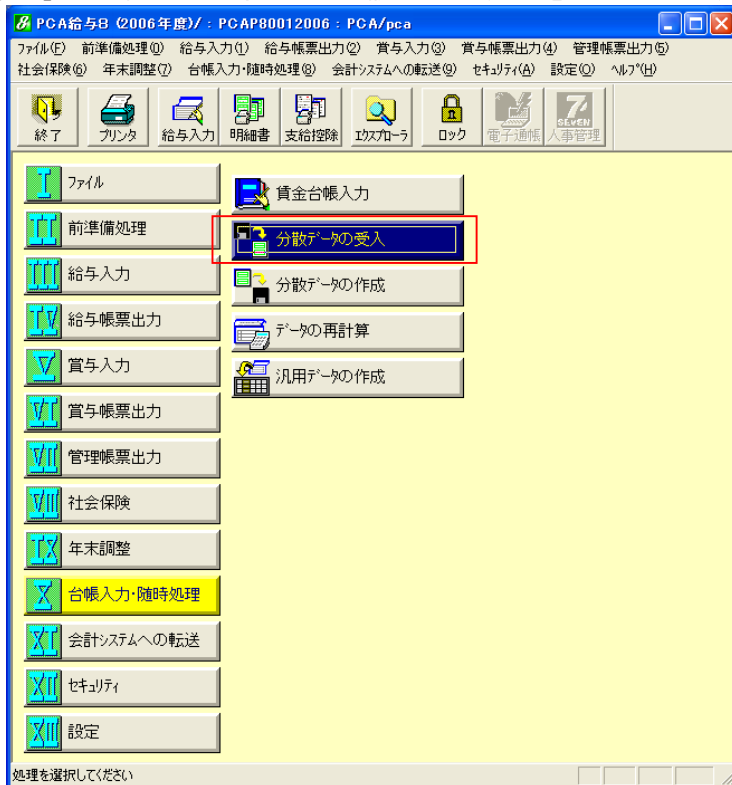 PCA給与8 (2006年度)/ : PCAP80012006 : PCA/pca
ファイル(F) 前準備処理(0) 給与入力(1) 給与帳票出力(2) 賞与入力(3) 賞与帳票出力(4) 管理帳票出力(5)
社会保険(6) 年末調整(7) 台帳入力・随時処理(8) 会計システムへの転送(9) セキュリティ(A) 設定(O) ヘルプ(H)
終了 プリンタ 給与入力 明細書 支給控除 エクスプローラ ロック 電子通帳 人事管理
SEVEN
I ファイル
II 前準備処理
III 給与入力
IV 給与帳票出力
V 賞与入力
VI 賞与帳票出力
VII 管理帳票出力
VIII 社会保険
IX 年末調整
X 台帳入力・随時処理
XI 会計システムへの転送
XII セキュリティ
XIII 設定
賃金台帳入力
分散データの受入
分散データの作成
データの再計算
汎用データの作成
処理を選択してください